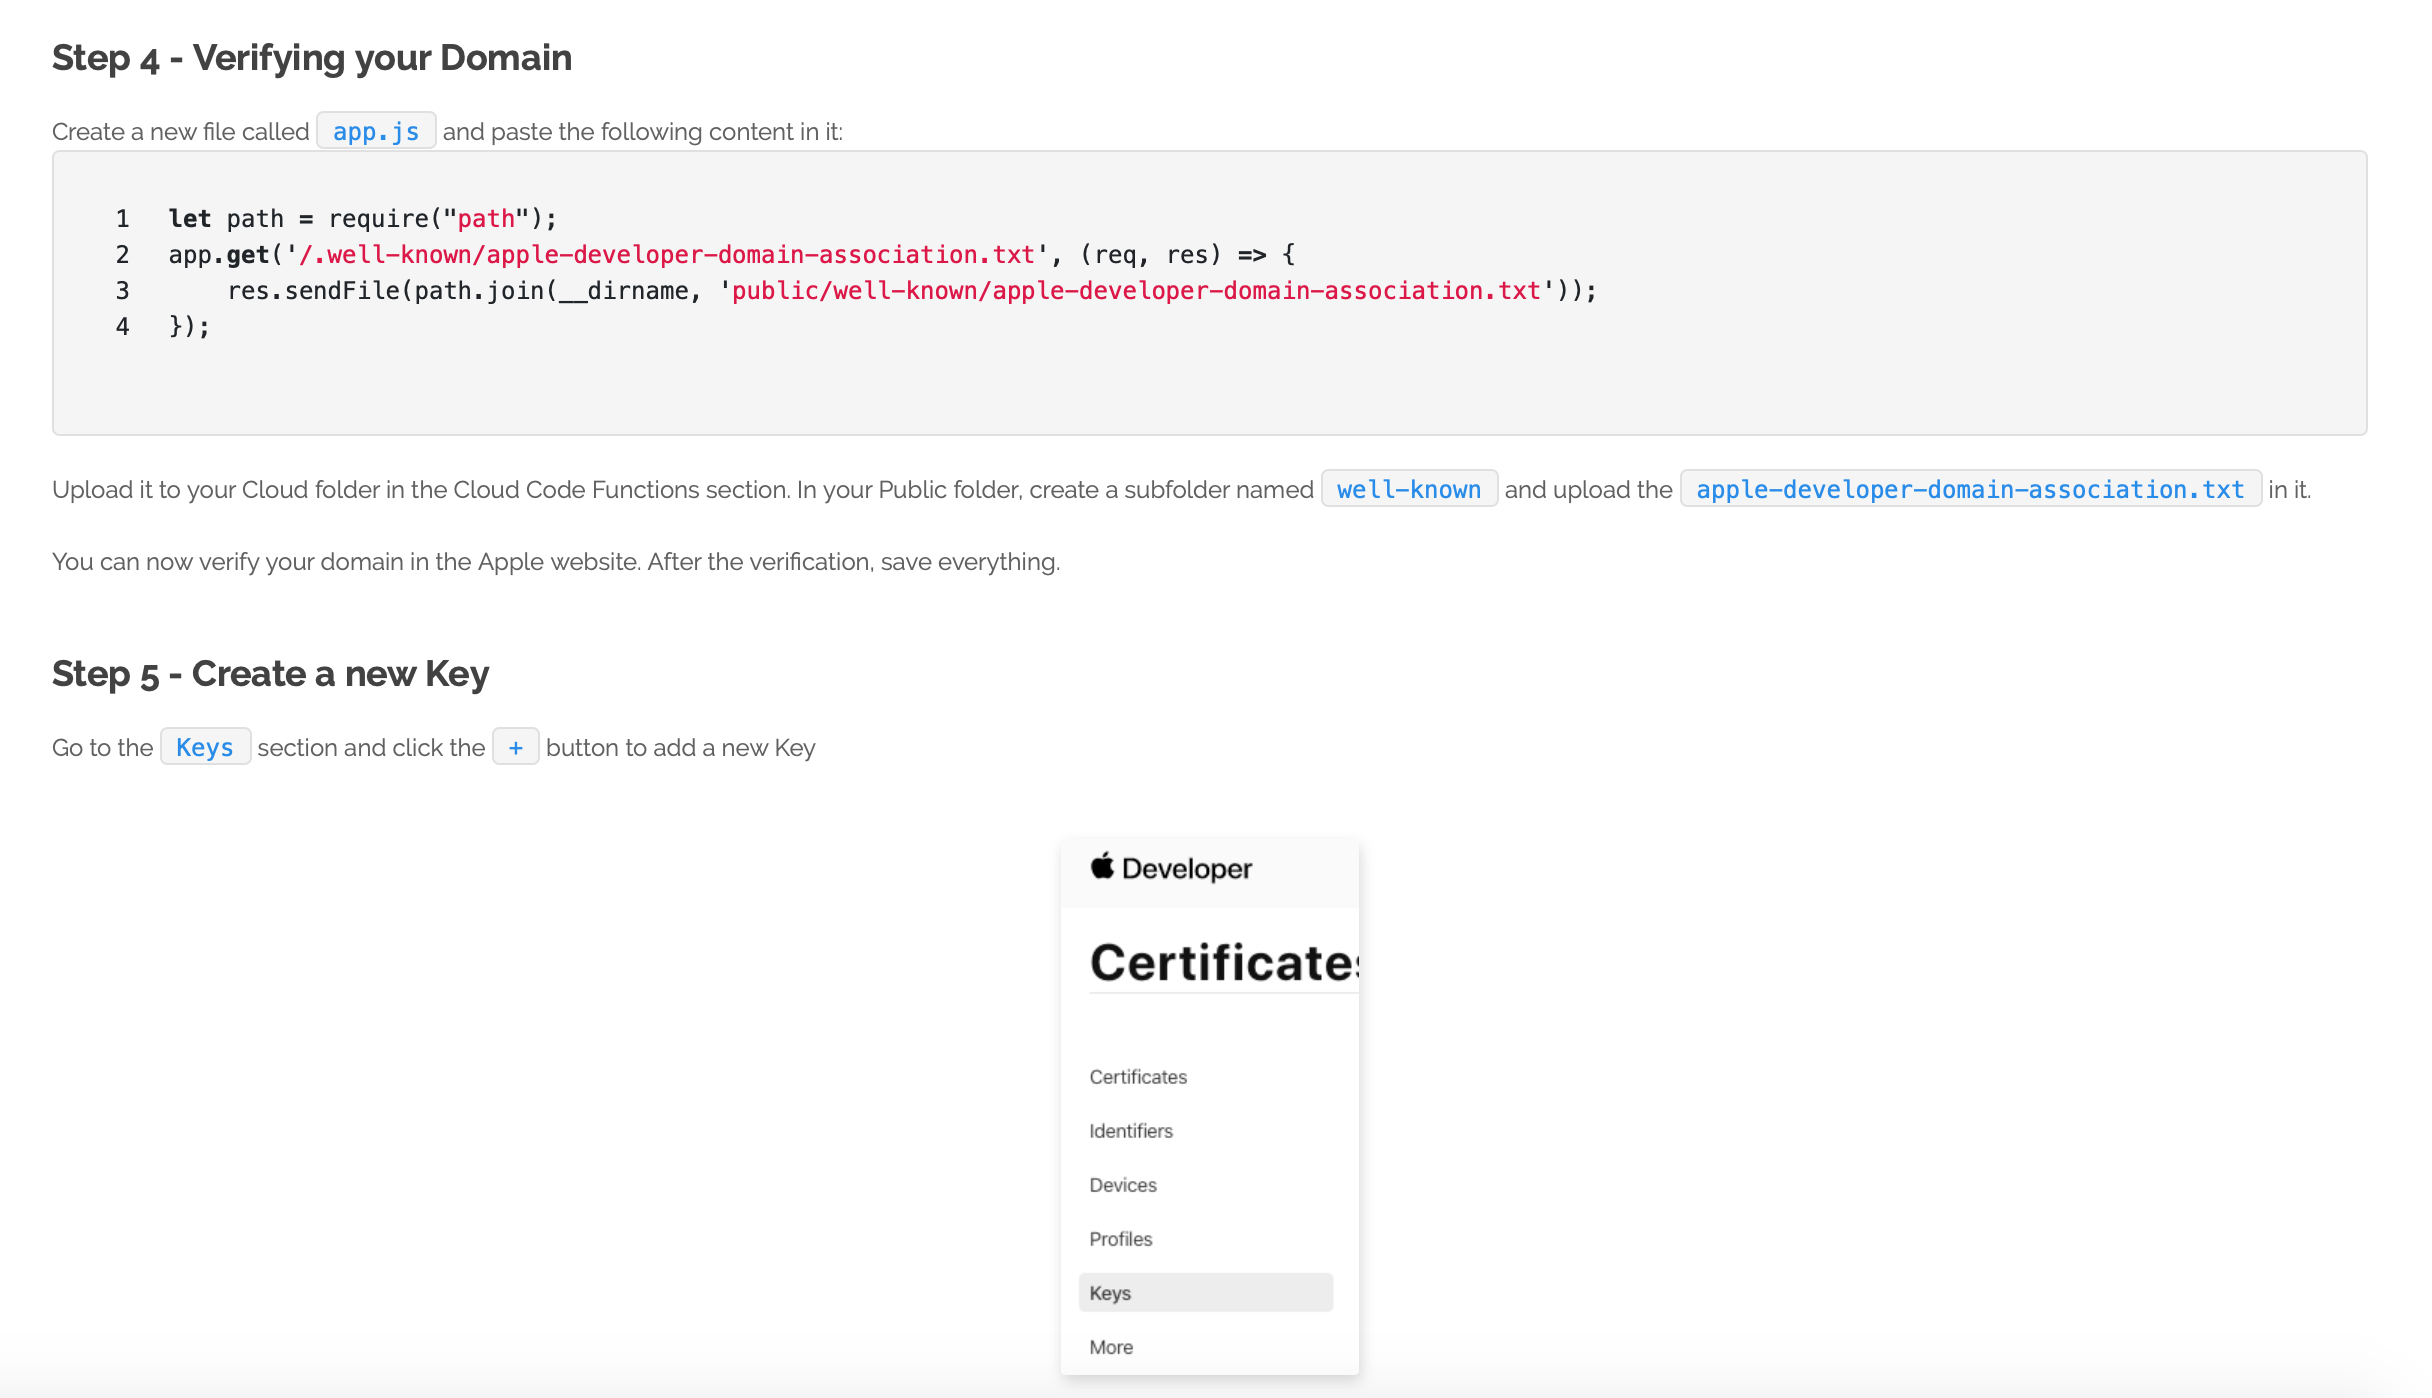 Step 4 - Verifying your Domain
Create a new file called app.js and paste the following content in it:
1 let path = require("path");
2 app.get('/.well-known/apple-developer-domain-association.txt', (req, res) => {
3     res.sendFile(path.join(__dirname, 'public/well-known/apple-developer-domain-association.txt'));
4 });
Upload it to your Cloud folder in the Cloud Code Functions section. In your Public folder, create a subfolder named well-known and upload the apple-developer-domain-association.txt in it.
You can now verify your domain in the Apple website. After the verification, save everything.
Step 5 - Create a new Key
Go to the Keys section and click the + button to add a new Key
Developer
Certificates
Certificates
Identifiers
Devices
Profiles
Keys
More